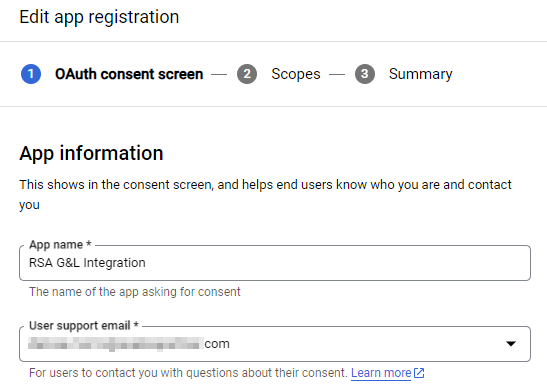 Edit app registration
1 OAuth consent screen — 2 Scopes — 3 Summary
App information
This shows in the consent screen, and helps end users know who you are and contact
you
App name *
RSA G&L Integration
The name of the app asking for consent
User support email *
.com
For users to contact you with questions about their consent. Learn more